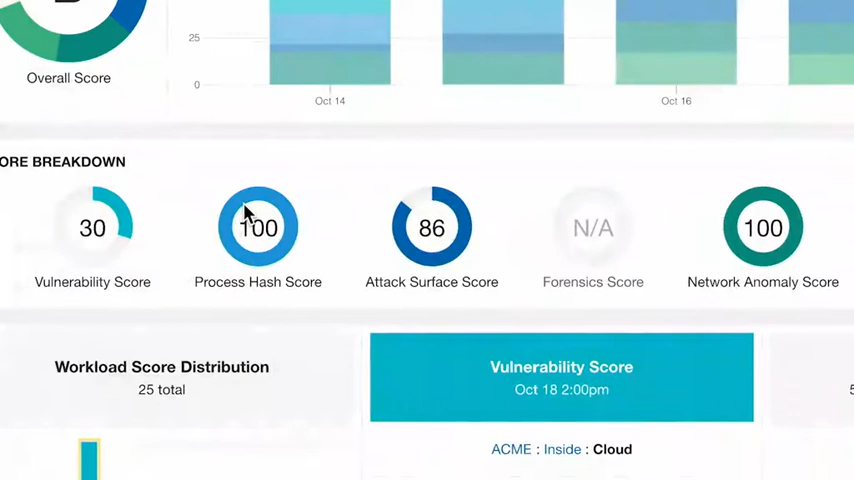 25
Overall Score
0
Oct 14
Oct 16
ORE BREAKDOWN
30
100
86
N/A
100
Vulnerability Score
Process Hash Score
Attack Surface Score
Forensics Score
Network Anomaly Score
Workload Score Distribution
25 total
Vulnerability Score
Oct 18 2:00pm
5
ACME : Inside : Cloud